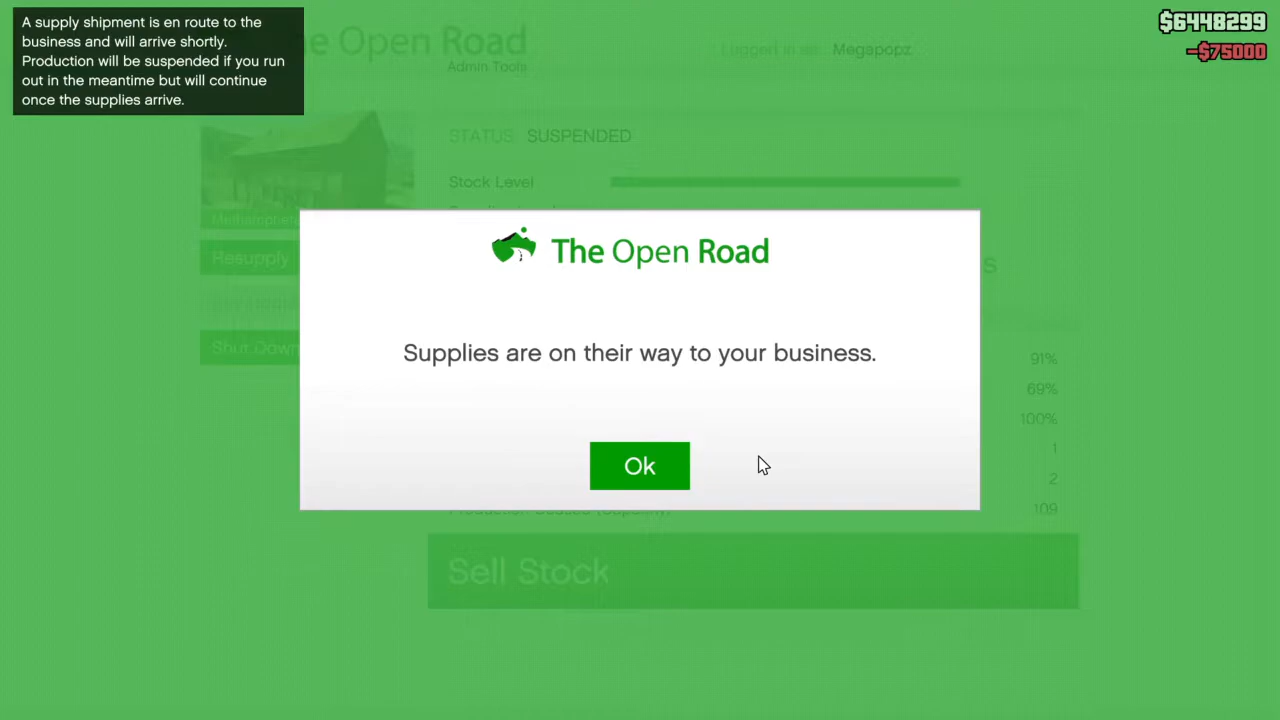 A supply shipment is en route to the
business and will arrive shortly.
Production will be suspended if you run
out in the meantime but will continue
once the supplies arrive.
$6448299
-$75000
The Open Road
Logged in as: Megapopz
Admin Tools
STATUS: SUSPENDED
Stock Level
Resupply
Shut Down
The Open Road
Supplies are on their way to your business.
Ok
91%
69%
100%
1
2
109
Sell Stock